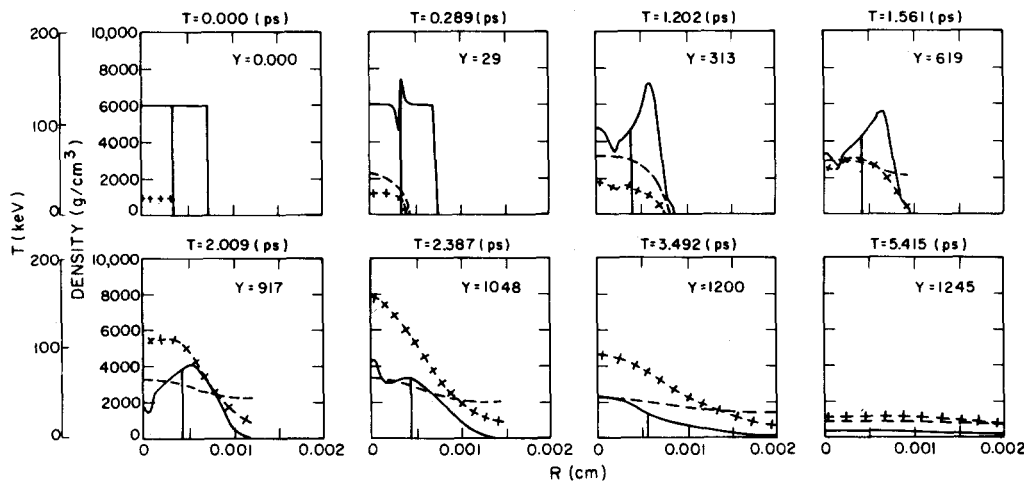 T=0.000 (ps)
T=0.289 (ps)
T=1.202 (ps)
T=1.561 (ps)
200
10,000
8000
6000
4000
2000
0
100
0
T (keV)
DENSITY (g/cm³)
Y=0.000
Y=29
Y=313
Y=619
T=2.009 (ps)
T=2.387 (ps)
T=3.492 (ps)
T=5.415 (ps)
200
10,000
8000
6000
4000
2000
0
100
0
Y=917
Y=1048
Y=1200
Y=1245
0 0.001 0.002
0 0.001 0.002
0 0.001 0.002
0 0.001 0.002
R (cm)